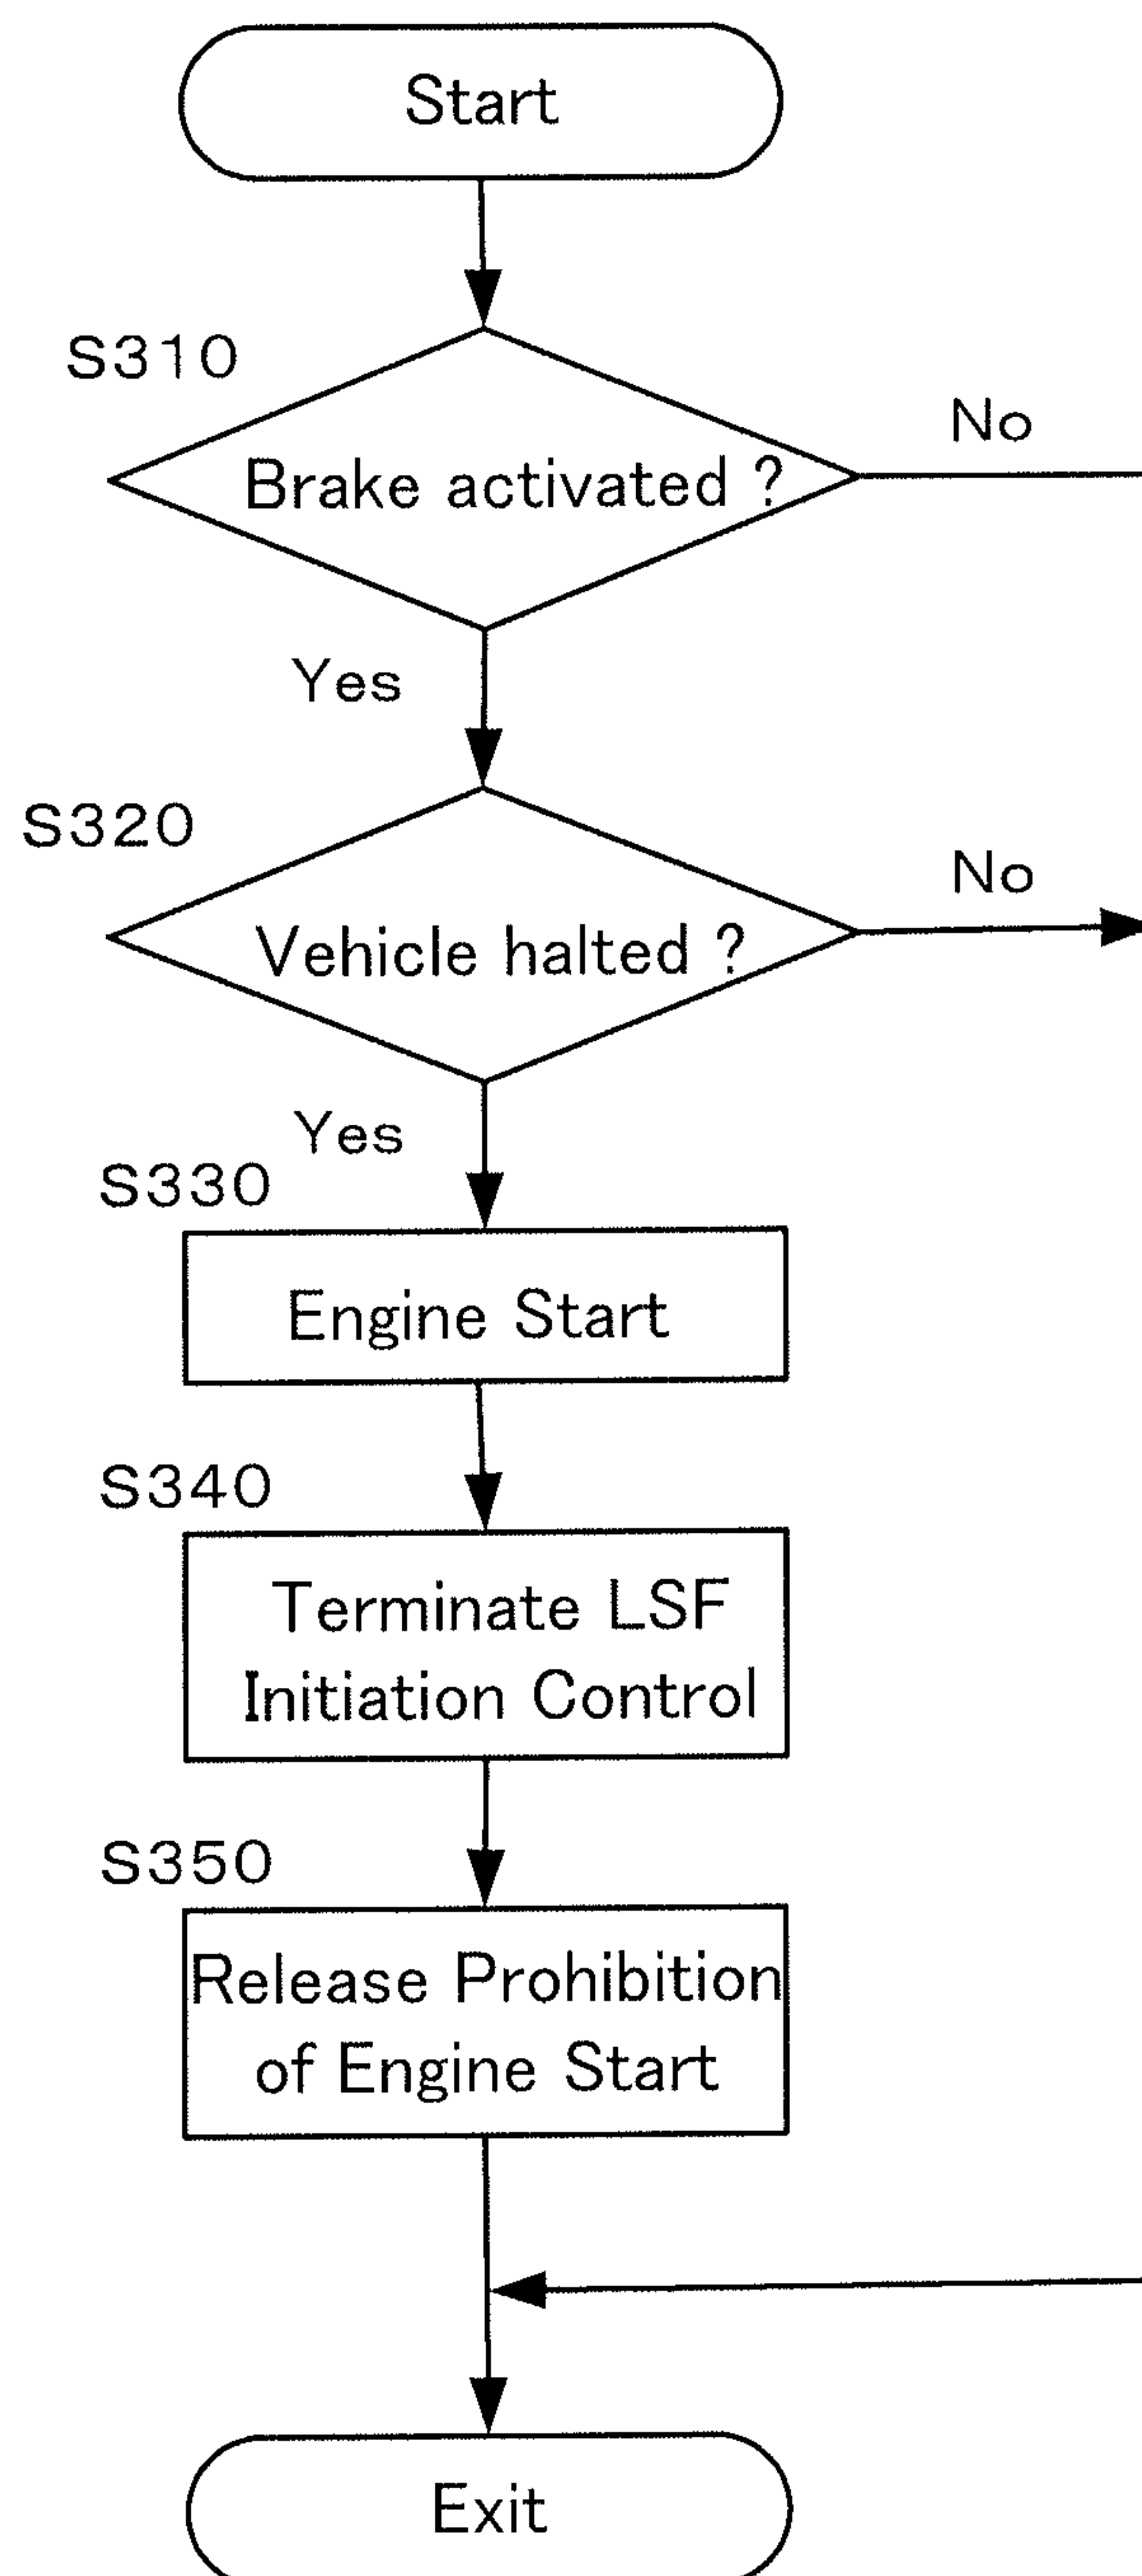 Start
S310
Brake activated ?
No
Yes
S320
Vehicle halted ?
No
Yes
S330
Engine Start
S340
Terminate LSF
Initiation Control
S350
Release Prohibition
of Engine Start
Exit